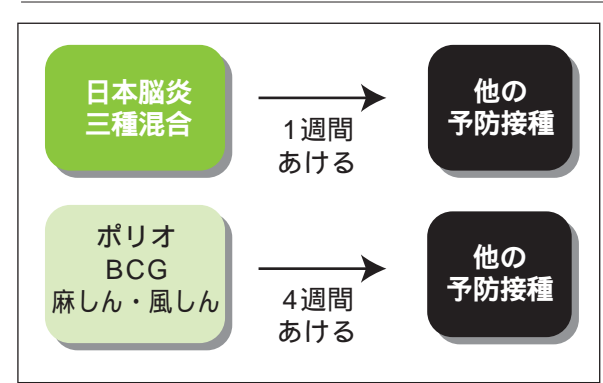 日本脳炎
三種混合
1週間
あける
他の
予防接種
ポリオ
BCG
麻しん・風しん
4週間
あける
他の
予防接種